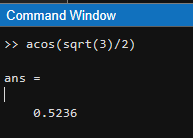 Command Window
>> acos(sqrt(3)/2)
ans =
0.5236